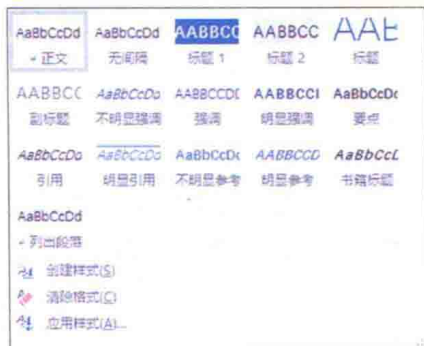 AaBbCcDd AaBbCcDd AABBCC AABBCC AAB
↵ 正文 无间隔 标题 1 标题 2 标题
AABBCC AaBbCcDd AABBCCDD AABBCCI AaBbCcDc
副标题 不明显强调 强调 明显强调 要点
AaBbCcDd AaBbCcDd AaBbCcDc AABBCCD AaBbCcL
引用 明显引用 不明显参考 明显参考 书籍标题
AaBbCcDd
↵ 列出段落
创建样式(S)
清除格式(C)
应用样式(A)...